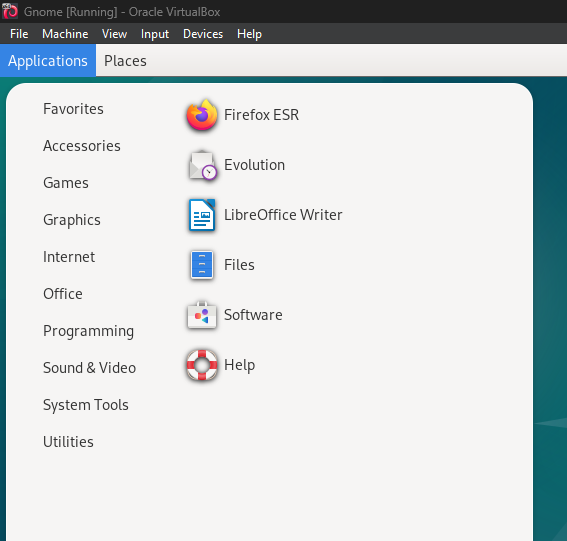 Gnome [Running] - Oracle VirtualBox
File Machine View Input Devices Help
Applications Places
Favorites
Accessories
Games
Graphics
Internet
Office
Programming
Sound & Video
System Tools
Utilities
Firefox ESR
Evolution
LibreOffice Writer
Files
Software
Help